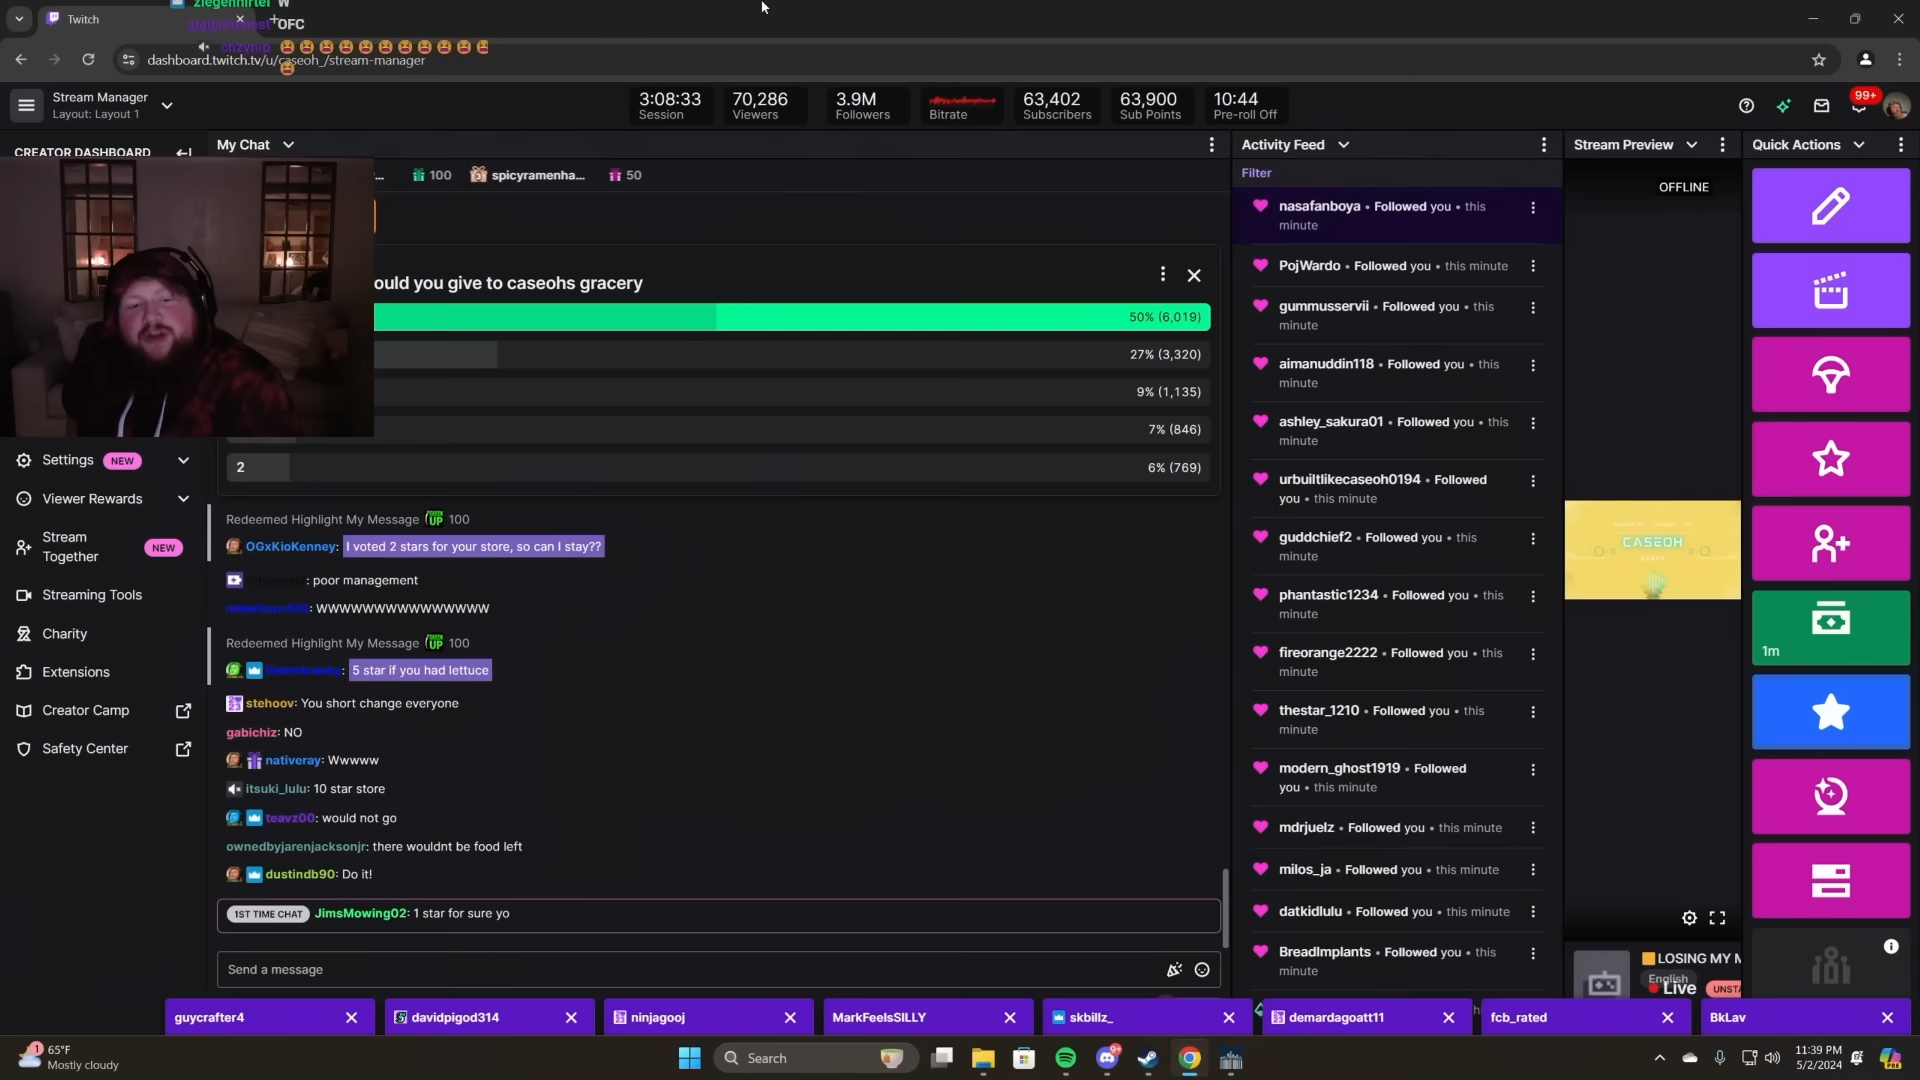 ziegenhirtel W
Twitch
OFC
chzynip
dashboard.twitch.tv/u/caseoh_/stream-manager
Stream Manager
Layout: Layout 1
3:08:33
Session
70,286
Viewers
3.9M
Followers
Bitrate
63,402
Subscribers
63,900
Sub Points
10:44
Pre-roll Off
99+
CREATOR DASHBOARD
My Chat
Activity Feed
Stream Preview
Quick Actions
... 100 spicyramenha... 50
Filter
OFFLINE
ould you give to caseohs gracery
50% (6,019)
27% (3,320)
9% (1,135)
7% (846)
2 6% (769)
Settings NEW
Viewer Rewards
Stream
Together NEW
Streaming Tools
Charity
Extensions
Creator Camp
Safety Center
Redeemed Highlight My Message UP 100
OGxKioKenney: I voted 2 stars for your store, so can I stay??
: poor management
: WWWWWWWWWWWWWWW
Redeemed Highlight My Message UP 100
: 5 star if you had lettuce
stehoov: You short change everyone
gabichiz: NO
nativeray: Wwwww
itsuki_lulu: 10 star store
teavz00: would not go
ownedbyjarenjacksonjr: there wouldnt be food left
dustindb90: Do it!
1ST TIME CHAT JimsMowing02: 1 star for sure yo
Send a message
nasafanboya • Followed you • this
minute
PojWardo • Followed you • this minute
gummusservii • Followed you • this
minute
aimanuddin118 • Followed you • this
minute
ashley_sakura01 • Followed you • this
minute
urbuiltlikecaseoh0194 • Followed
you • this minute
guddchief2 • Followed you • this
minute
phantastic1234 • Followed you • this
minute
fireorange2222 • Followed you • this
minute
thestar_1210 • Followed you • this
minute
modern_ghost1919 • Followed
you • this minute
mdrjuelz • Followed you • this minute
milos_ja • Followed you • this minute
datkidlulu • Followed you • this minute
BreadImplants • Followed you • this
minute
CASEOH
1m
LOSING MY M
English
Live UNSTA
guycrafter4
davidpigod314
ninjagooj
MarkFeelsSILLY
skbillz_
demardagoatt11
fcb_rated
BkLav
1
65°F
Mostly cloudy
Search
9+
11:39 PM
5/2/2024
PRE